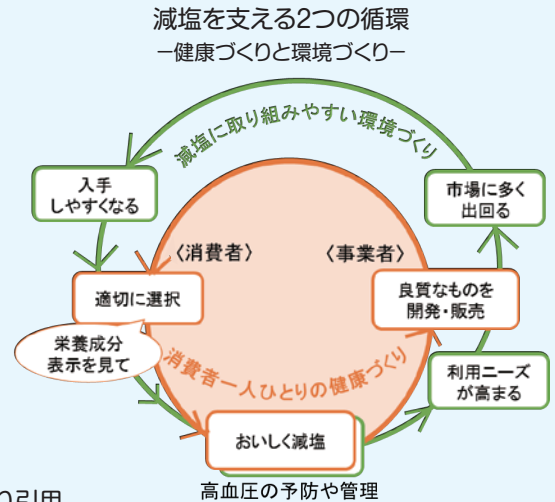 減塩を支える2つの循環
−健康づくりと環境づくり−
減塩に取り組みやすい環境づくり
入手
しやすくなる
市場に多く
出回る
〈消費者〉
〈事業者〉
適切に選択
良質なものを
開発・販売
栄養成分
表示を見て
消費者一人ひとりの健康づくり
利用ニーズ
が高まる
おいしく減塩
高血圧の予防や管理
り引用